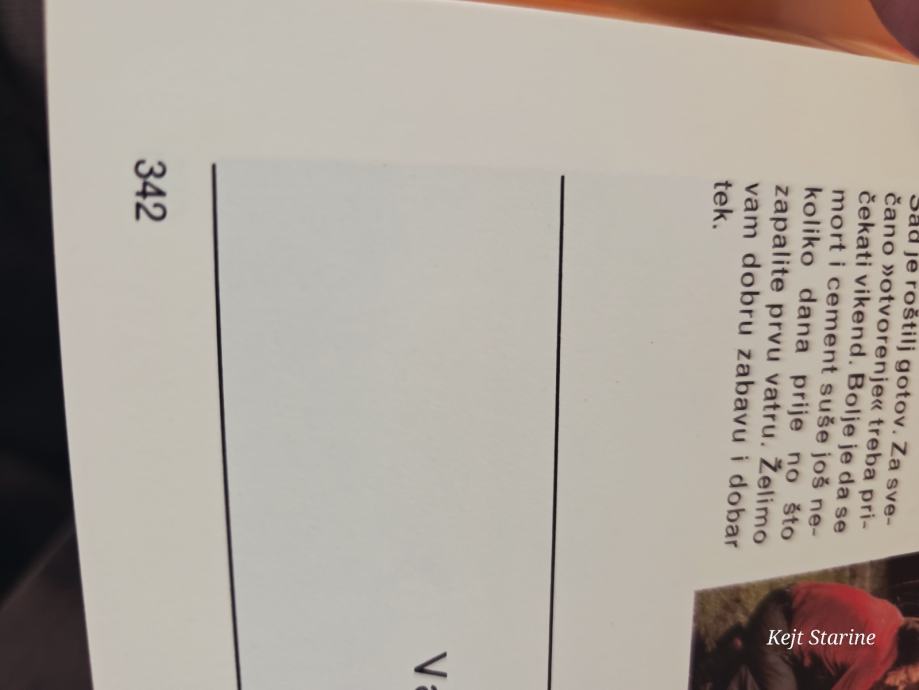 Sad je roštilj gotov. Za sve-
čano »otvorenje« treba pri-
čekati vikend. Bolje je da se
mort i cement suše još ne-
koliko dana prije no što
zapalite prvu vatru. Želimo
vam dobru zabavu i dobar
tek.
342
Kejt Starine